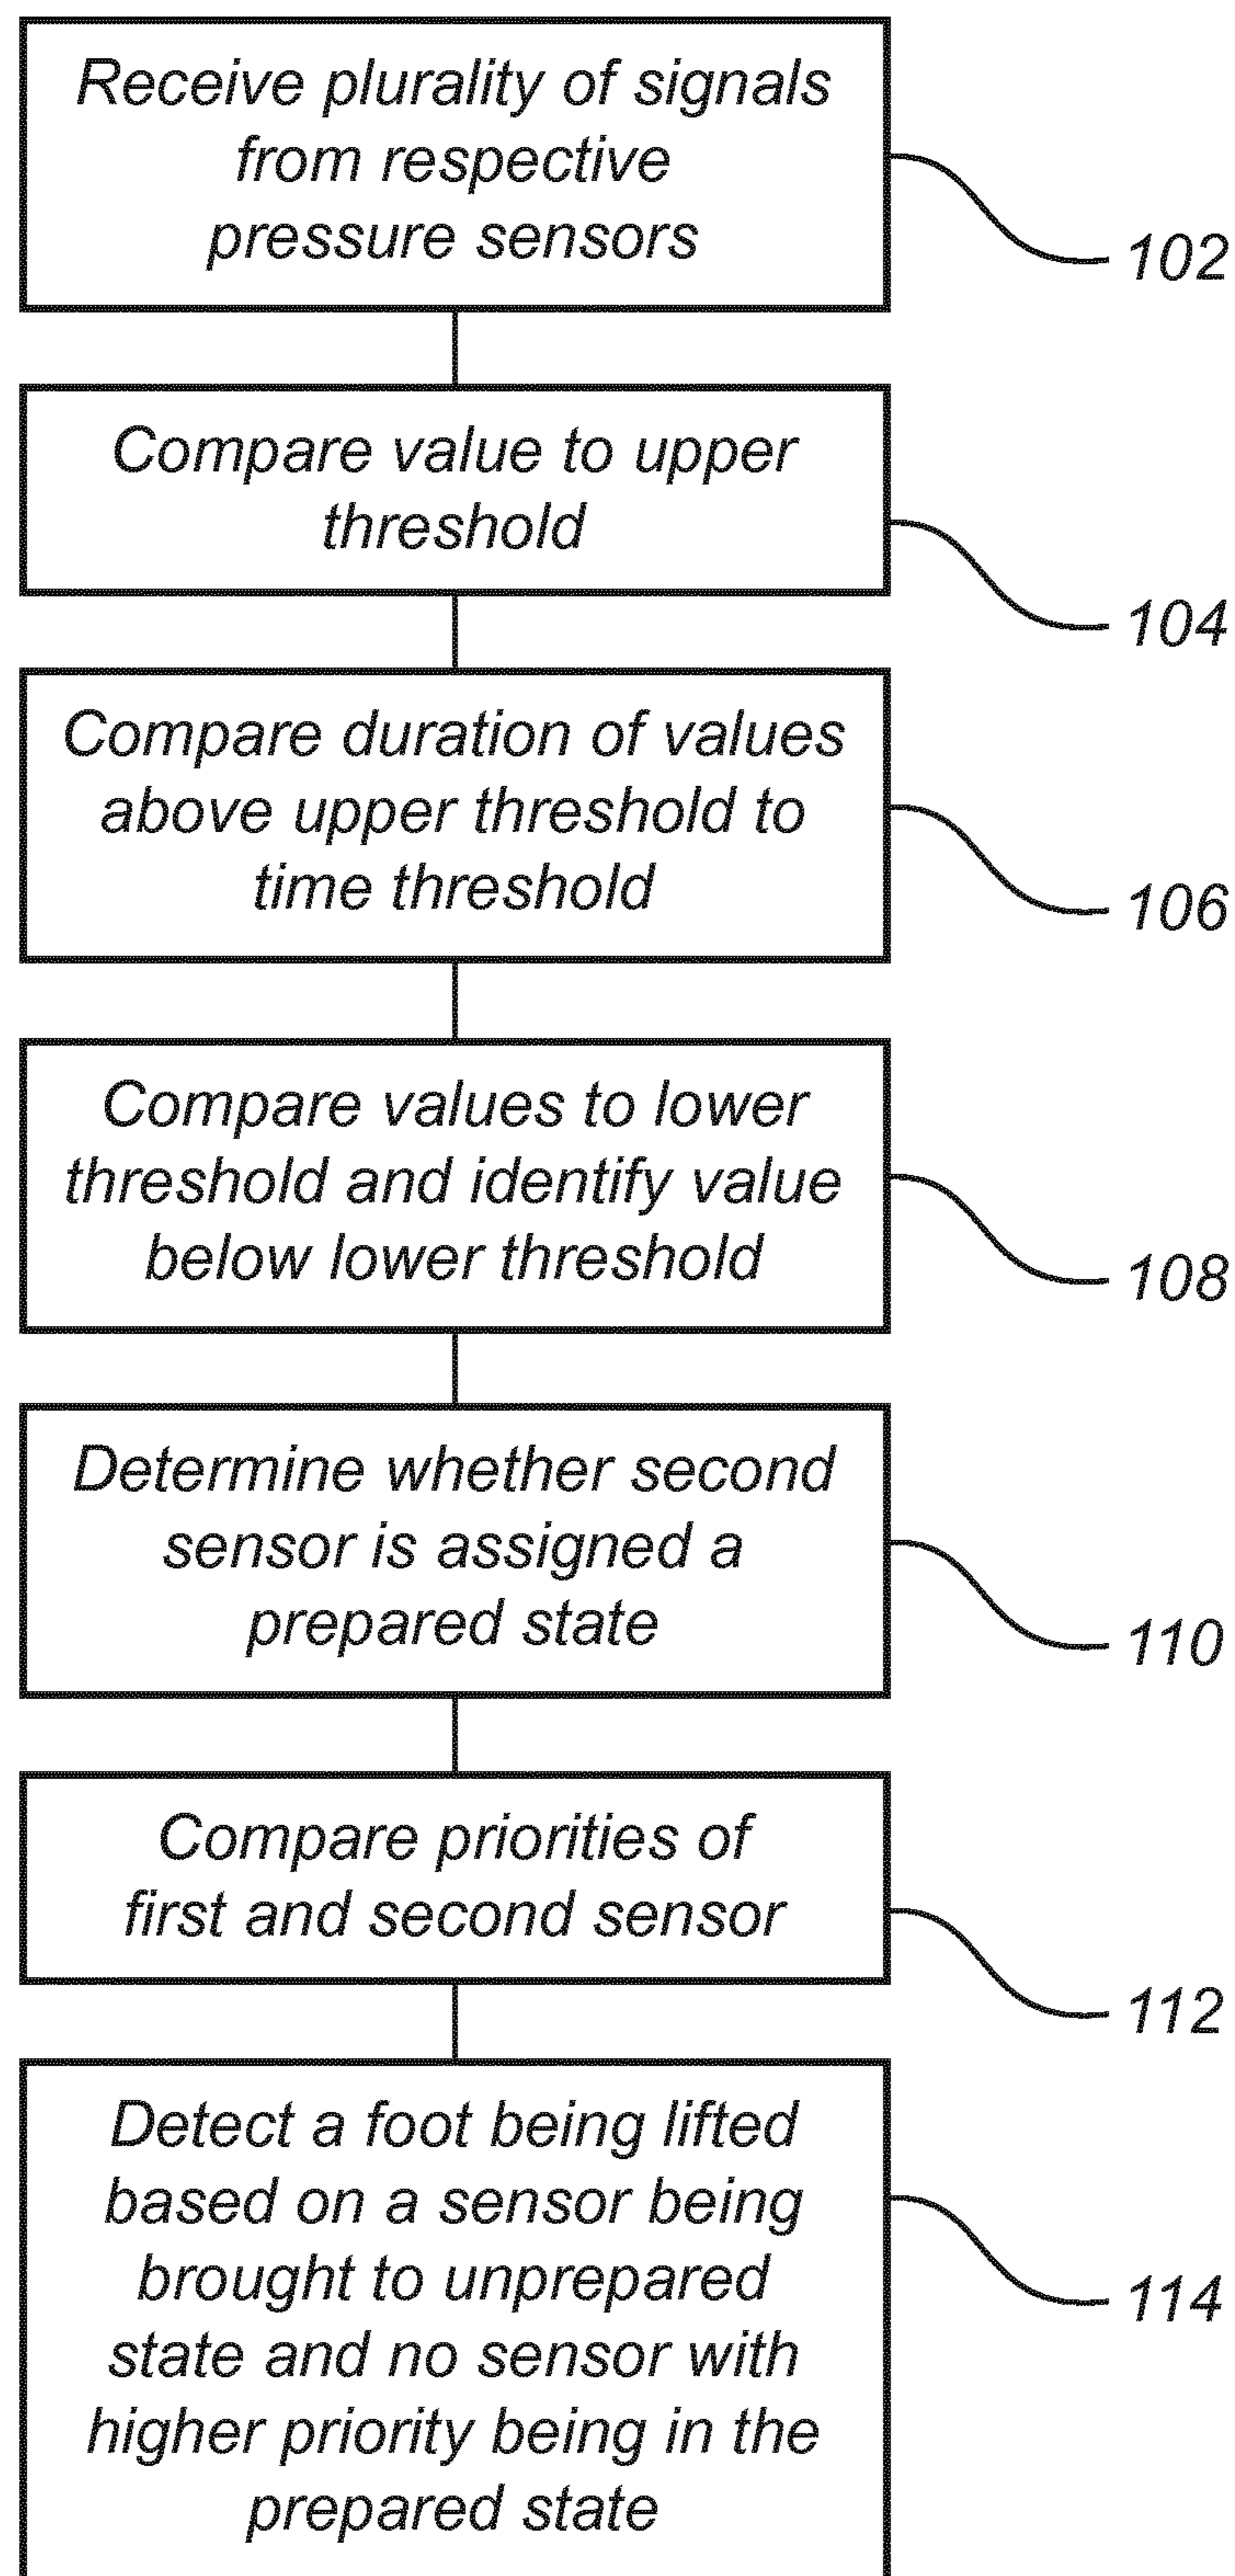 Receive plurality of signals
from respective
pressure sensors
102
Compare value to upper
threshold
104
Compare duration of values
above upper threshold to
time threshold
106
Compare values to lower
threshold and identify value
below lower threshold
108
Determine whether second
sensor is assigned a
prepared state
110
Compare priorities of
first and second sensor
112
Detect a foot being lifted
based on a sensor being
brought to unprepared
state and no sensor with
higher priority being in the
prepared state
114